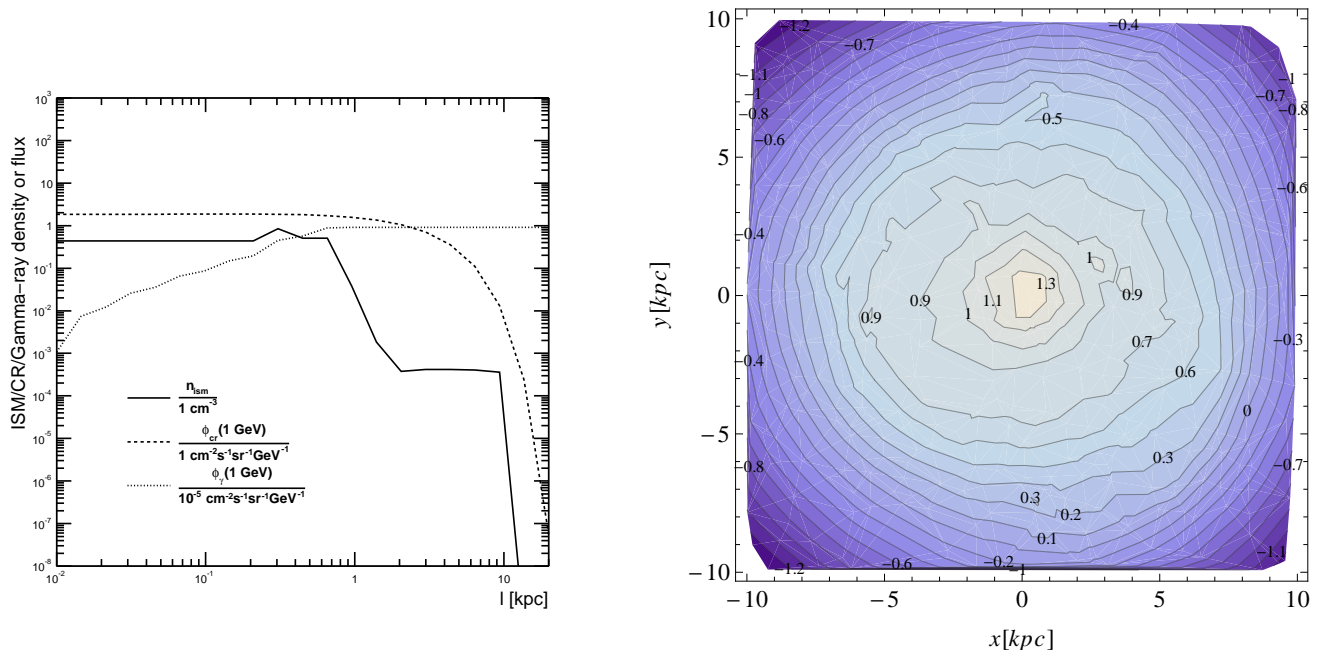 10³
10²
10
1
10⁻¹
10⁻²
10⁻³
10⁻⁴
10⁻⁵
10⁻⁶
10⁻⁷
10⁻⁸
ISM/CR/Gamma−ray density or flux
n_ism
1 cm⁻³
ϕ_cr(1 GeV)
1 cm⁻²s⁻¹sr⁻¹GeV⁻¹
ϕ_γ(1 GeV)
10⁻⁵ cm⁻²s⁻¹sr⁻¹GeV⁻¹
10⁻² 10⁻¹ 1 10
l [kpc]
10
5
0
−5
−10
y[kpc]
−1.2 −0.4
−0.7
−1.1 −1
−1 −0.7
−0.8 0.5 −0.8
−0.6
−0.6
0.4
1
1.3
0.9 1.1 0.9
0.9 1
0.7 −0.3
0.4 0.6
0
0.8 0.3 −0.7
0.3
0.2
0.1
−1.2 −0.6 −0.2 −1.1
−1
−10 −5 0 5 10
x[kpc]